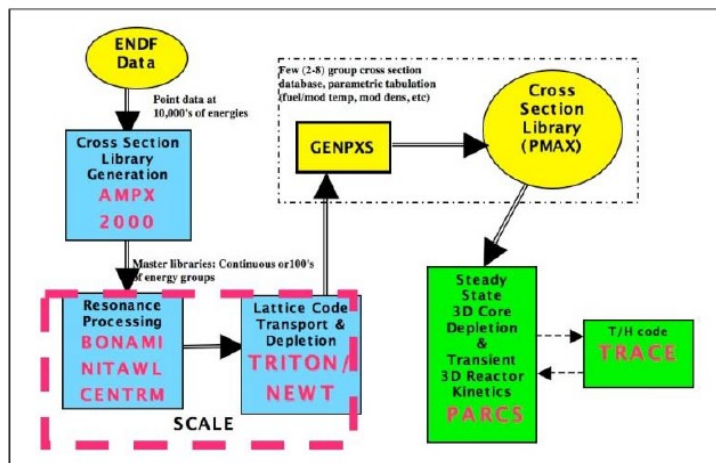 ENDF
Data
Point data at
10,000's of energies
Cross Section
Library
Generation
AMPX
2000
Master libraries: Continuous or100's
of energy groups
Resonance
Processing
BONAMI
NITAWL
CENTRM
Lattice Code
Transport &
Depletion
TRITON/
NEWT
SCALE
Few (2-8) group cross section
database, parametric tabulation
(fuel/mod temp, mod dens, etc)
GENPXS
Cross
Section
Library
(PMAX)
Steady
State
3D Core
Depletion
&
Transient
3D Reactor
Kinetics
PARCS
T/H code
TRACE